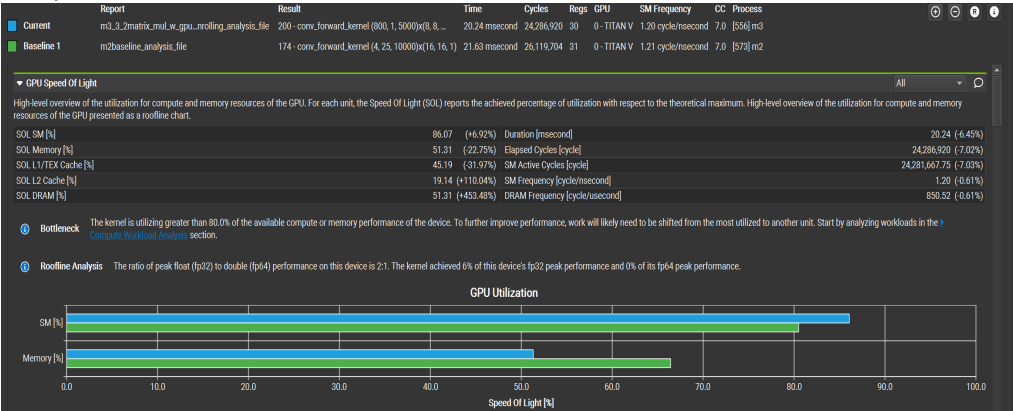 Report Result Time Cycles Regs GPU SM Frequency CC Process
Current m3_3_2matrix_mul_w_gpu...nrolling_analysis_file 200 - conv_forward_kernel (800, 1, 5000)x(8, 8, ... 20.24 msecond 24,286,920 30 0 - TITAN V 1.20 cycle/nsecond 7.0 [556] m3
Baseline 1 m2baseline_analysis_file 174 - conv_forward_kernel (4, 25, 10000)x(16, 16, 1) 21.63 msecond 26,119,704 31 0 - TITAN V 1.21 cycle/nsecond 7.0 [573] m2
GPU Speed Of Light All
High-level overview of the utilization for compute and memory resources of the GPU. For each unit, the Speed Of Light (SOL) reports the achieved percentage of utilization with respect to the theoretical maximum. High-level overview of the utilization for compute and memory
resources of the GPU presented as a roofline chart.
SOL SM [%] 86.07 (+6.92%) Duration [msecond] 20.24 (-6.45%)
SOL Memory [%] 51.31 (-22.75%) Elapsed Cycles [cycle] 24,286,920 (-7.02%)
SOL L1/TEX Cache [%] 45.19 (-31.97%) SM Active Cycles [cycle] 24,281,667.75 (-7.03%)
SOL L2 Cache [%] 19.14 (+110.04%) SM Frequency [cycle/nsecond] 1.20 (-0.61%)
SOL DRAM [%] 51.31 (+453.48%) DRAM Frequency [cycle/usecond] 850.52 (-0.61%)
Bottleneck The kernel is utilizing greater than 80.0% of the available compute or memory performance of the device. To further improve performance, work will likely need to be shifted from the most utilized to another unit. Start by analyzing workloads in the
Compute Workload Analysis section.
Roofline Analysis The ratio of peak float (fp32) to double (fp64) performance on this device is 2:1. The kernel achieved 6% of this device's fp32 peak performance and 0% of its fp64 peak performance.
GPU Utilization
SM [%]
Memory [%]
0.0 10.0 20.0 30.0 40.0 50.0 60.0 70.0 80.0 90.0 100.0
Speed Of Light [%]